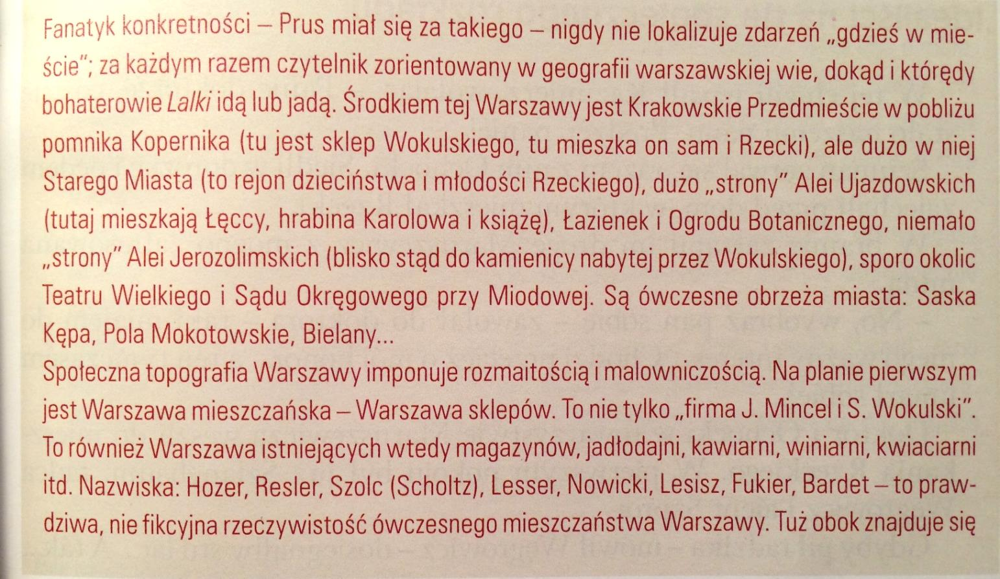 Fanatyk konkretności – Prus miał się za takiego – nigdy nie lokalizuje zdarzeń „gdzieś w mie-
ście”; za każdym razem czytelnik zorientowany w geografii warszawskiej wie, dokąd i którędy
bohaterowie Lalki idą lub jadą. Środkiem tej Warszawy jest Krakowskie Przedmieście w pobliżu
pomnika Kopernika (tu jest sklep Wokulskiego, tu mieszka on sam i Rzecki), ale dużo w niej
Starego Miasta (to rejon dzieciństwa i młodości Rzeckiego), dużo „strony” Alei Ujazdowskich
(tutaj mieszkają Łęccy, hrabina Karolowa i książę), Łazienek i Ogrodu Botanicznego, niemało
„strony” Alei Jerozolimskich (blisko stąd do kamienicy nabytej przez Wokulskiego), sporo okolic
Teatru Wielkiego i Sądu Okręgowego przy Miodowej. Są ówczesne obrzeża miasta: Saska
Kępa, Pola Mokotowskie, Bielany...
Społeczna topografia Warszawy imponuje rozmaitością i malowniczością. Na planie pierwszym
jest Warszawa mieszczańska – Warszawa sklepów. To nie tylko „firma J. Mincel i S. Wokulski”.
To również Warszawa istniejących wtedy magazynów, jadłodajni, kawiarni, winiarni, kwiaciarni
itd. Nazwiska: Hozer, Resler, Szolc (Scholtz), Lesser, Nowicki, Lesisz, Fukier, Bardet – to praw-
dziwa, nie fikcyjna rzeczywistość ówczesnego mieszczaństwa Warszawy. Tuż obok znajduje się